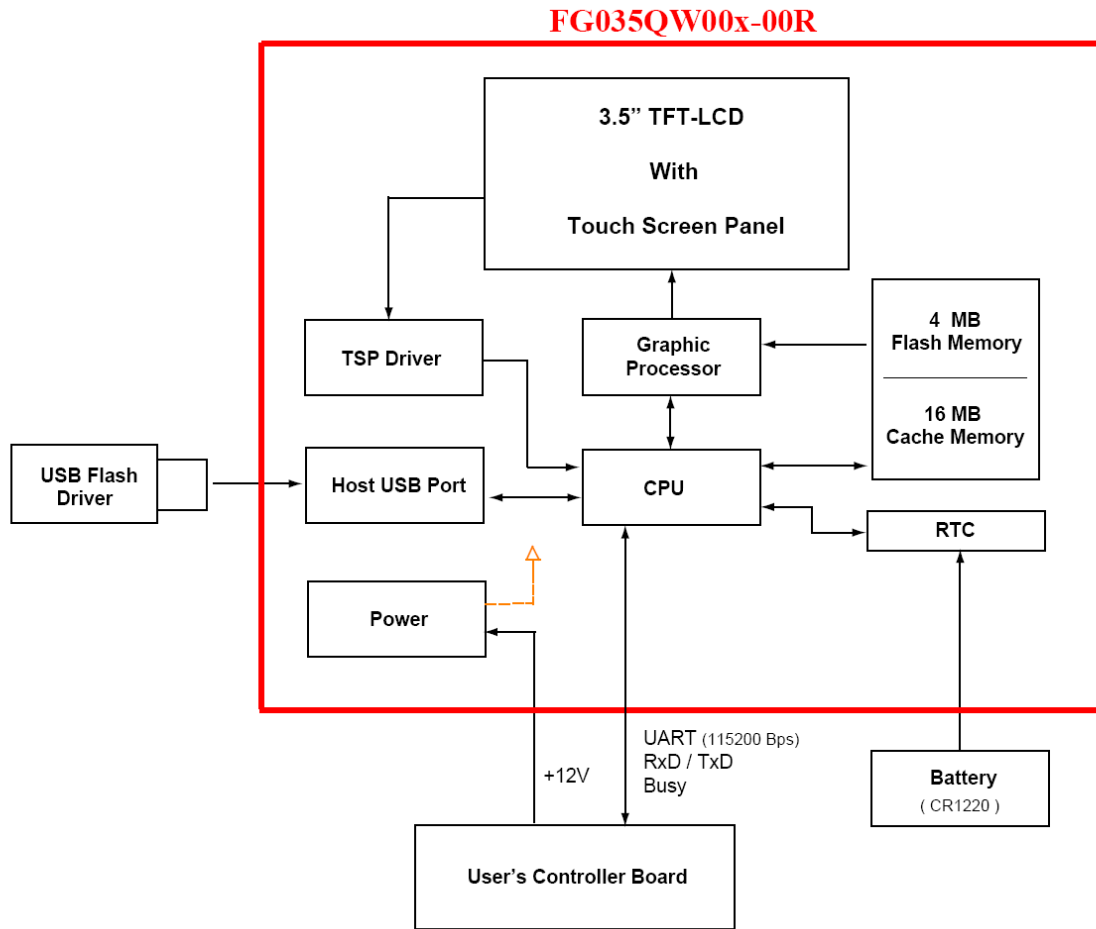 FG035QW00x-00R
3.5” TFT-LCD
With
Touch Screen Panel
TSP Driver
Graphic
Processor
4 MB
Flash Memory
16 MB
Cache Memory
USB Flash
Driver
Host USB Port
CPU
RTC
Power
+12V
UART (115200 Bps)
RxD / TxD
Busy
Battery
( CR1220 )
User’s Controller Board